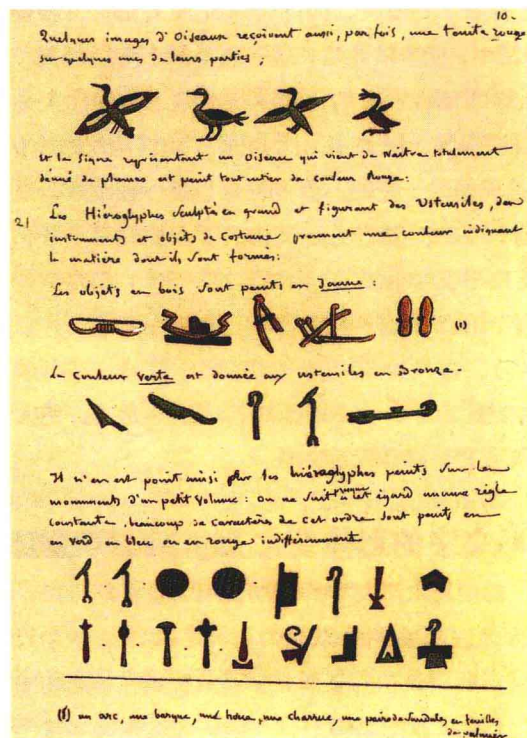 10-
Quelques images d'Oiseaux reçoivent aussi, par fois, une teinte rouge
sur quelques unes de leurs parties ;
et le signe représentant un Oiseau qui vient de Naitre totalement
dénué de plumes est peint tout entier de couleur Rouge :
2) Les Hiéroglyphes Sculptés en grand et figurant des Ustensiles, des
instruments et objets de Costume prennent une couleur indiquant
la matière dont ils sont formés :
Les objets en bois sont peints en Jaune :
(1)
La Couleur Verte est donnée aux ustensiles en Bronze -
Il n'en est point ainsi pour les hiéroglyphes peints sur les
monuments d'un petit Volume : on ne suit presque à cet égard aucune règle
constante, beaucoup de caractères de cet ordre sont peints en
en verd en bleu ou en rouge indifféremment
(1) un arc, une barque, une houe, une charrue, une paire de Sandales en feuilles
de palmier